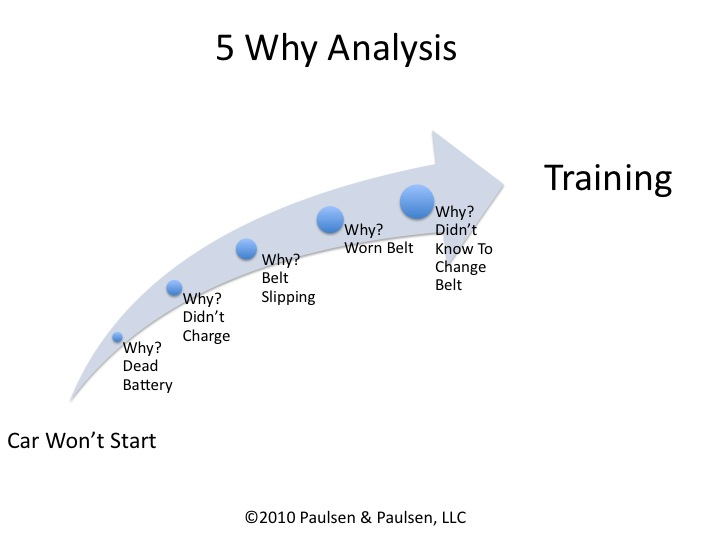 5 Why Analysis
Training
Why?
Didn’t
Know To
Change
Belt
Why?
Worn Belt
Why?
Belt
Slipping
Why?
Didn’t
Charge
Why?
Dead
Battery
Car Won’t Start
©2010 Paulsen & Paulsen, LLC